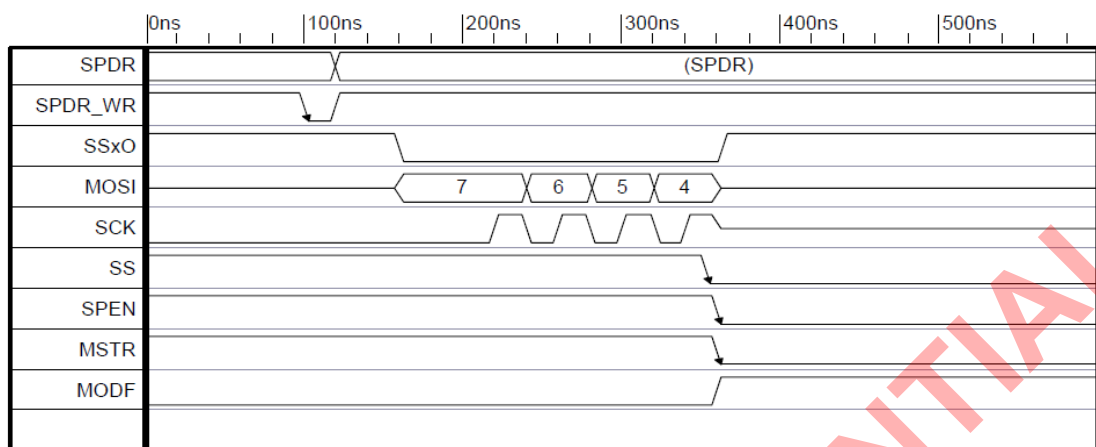 0ns 100ns 200ns 300ns 400ns 500ns
SPDR (SPDR)
SPDR_WR
SSxO
MOSI 7 6 5 4
SCK
SS
SPEN
MSTR
MODF
NTIAL